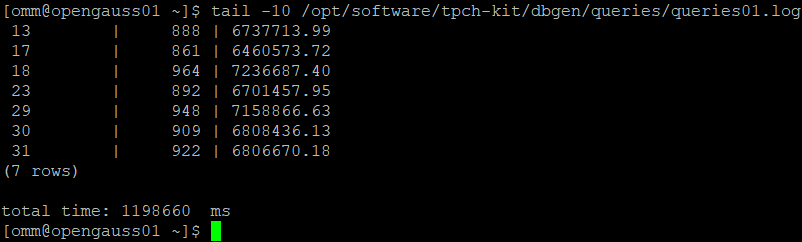 [omm@opengauss01 ~]$ tail -10 /opt/software/tpch-kit/dbgen/queries/queries01.log
 13        |     888 | 6737713.99
 17        |     861 | 6460573.72
 18        |     964 | 7236687.40
 23        |     892 | 6701457.95
 29        |     948 | 7158866.63
 30        |     909 | 6808436.13
 31        |     922 | 6806670.18
(7 rows)

total time: 1198660  ms
[omm@opengauss01 ~]$